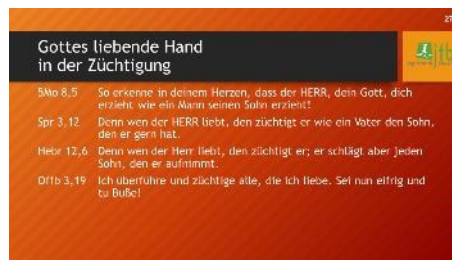 27
Gottes liebende Hand
in der Züchtigung
jtb
5Mo 8,5 So erkenne in deinem Herzen, dass der HERR, dein Gott, dich
erzieht wie ein Mann seinen Sohn erzieht!
Spr 3,12 Denn wen der HERR liebt, den züchtigt er wie ein Vater den Sohn,
den er gern hat.
Hebr 12,6 Denn wen der Herr liebt, den züchtigt er; er schlägt aber jeden
Sohn, den er aufnimmt.
Offb 3,19 Ich überführe und züchtige alle, die ich liebe. Sei nun eifrig und
tu Buße!